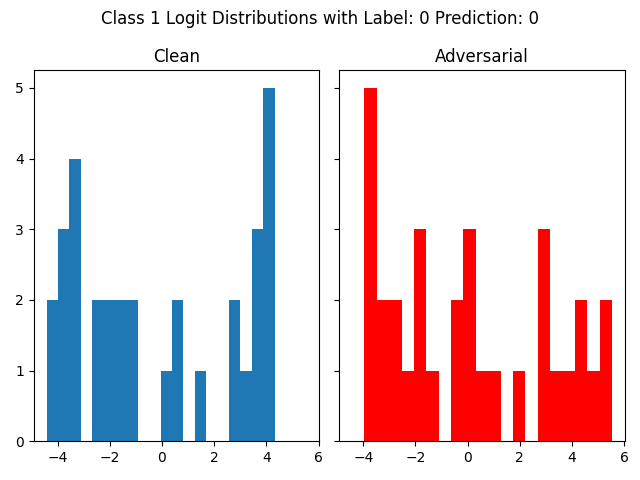 Class 1 Logit Distributions with Label: 0 Prediction: 0
Clean
Adversarial
5
4
3
2
1
0
−4 −2 0 2 4 6
−4 −2 0 2 4 6